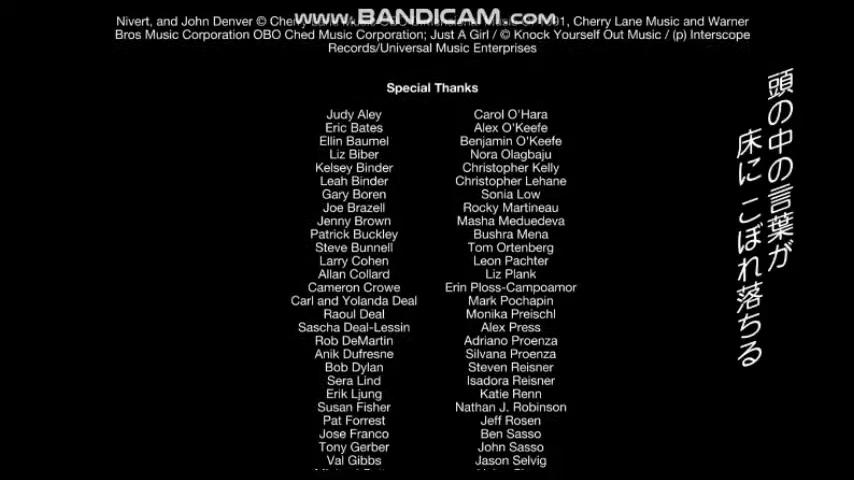 WWW.BANDICAM.com
Nivert, and John Denver © Cherry Lane Music, Cherry Lane Music and Warner
Bros Music Corporation OBO Ched Music Corporation; Just A Girl / © Knock Yourself Out Music / (p) Interscope
Records/Universal Music Enterprises
Special Thanks
Judy Aley
Eric Bates
Ellin Baumel
Liz Biber
Kelsey Binder
Leah Binder
Gary Boren
Joe Brazell
Jenny Brown
Patrick Buckley
Steve Bunnell
Larry Cohen
Allan Collard
Cameron Crowe
Carl and Yolanda Deal
Raoul Deal
Sascha Deal-Lessin
Rob DeMartin
Anik Dufresne
Bob Dylan
Sera Lind
Erik Ljung
Susan Fisher
Pat Forrest
Jose Franco
Tony Gerber
Val Gibbs
Carol O'Hara
Alex O'Keefe
Benjamin O'Keefe
Nora Olagbaju
Christopher Kelly
Christopher Lehane
Sonia Low
Rocky Martineau
Masha Meduedeva
Bushra Mena
Tom Ortenberg
Leon Pachter
Liz Plank
Erin Ploss-Campoamor
Mark Pochapin
Monika Preischl
Alex Press
Adriano Proenza
Silvana Proenza
Steven Reisner
Isadora Reisner
Katie Renn
Nathan J. Robinson
Jeff Rosen
Ben Sasso
John Sasso
Jason Selvig
頭の中の言葉が
床に こぼれ落ちる